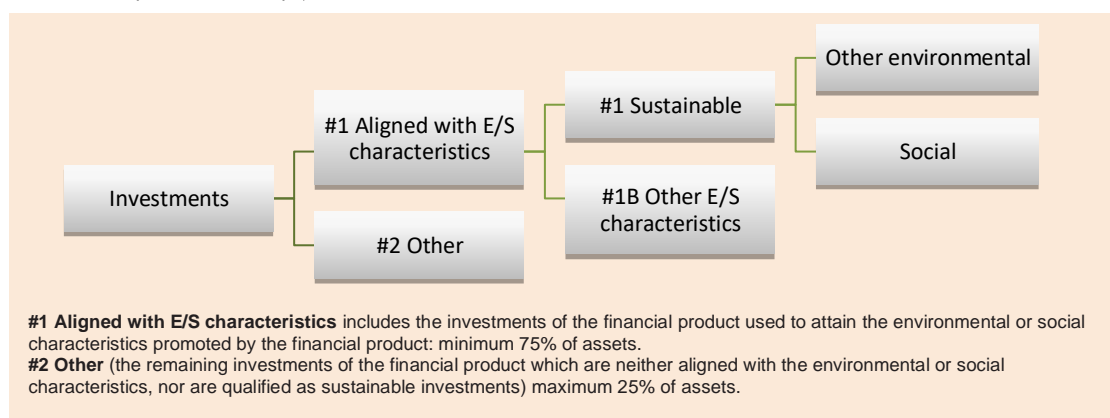 Investments
#1 Aligned with E/S
characteristics
#2 Other
#1 Sustainable
#1B Other E/S
characteristics
Other environmental
Social
#1 Aligned with E/S characteristics includes the investments of the financial product used to attain the environmental or social
characteristics promoted by the financial product: minimum 75% of assets.
#2 Other (the remaining investments of the financial product which are neither aligned with the environmental or social
characteristics, nor are qualified as sustainable investments) maximum 25% of assets.